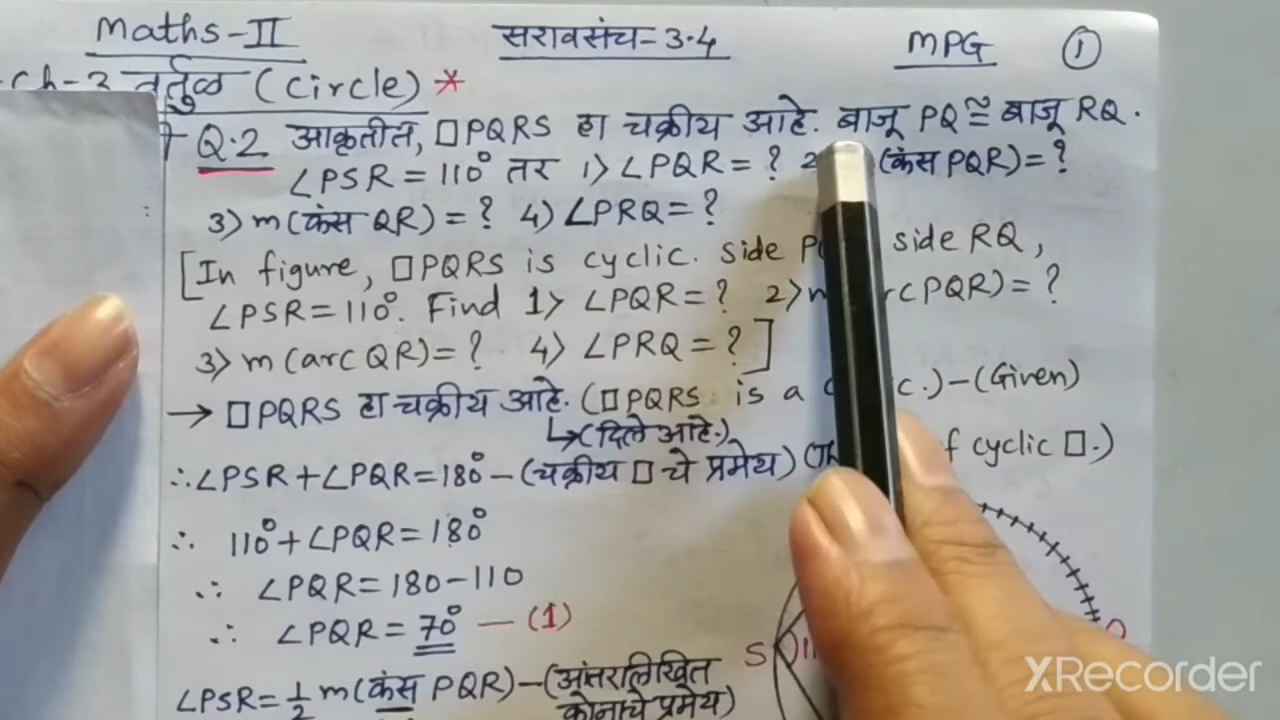 Maths-II सरावसंच-3.4 MPG ①
Ch-3 वर्तुळ (Circle) *
Q.2 आकृतीत, □PQRS हा चक्रीय आहे. बाजू PQ ≅ बाजू RQ.
∠PSR = 110° तर 1) ∠PQR = ? 2 (कंस PQR) = ?
3) m (कंस QR) = ? 4) ∠PRQ = ?
[In figure, □PQRS is cyclic. side P side RQ,
∠PSR = 110°. Find 1> ∠PQR = ? 2> m rc PQR) = ?
3> m (arc QR) = ? 4) ∠PRQ = ?]
→ □PQRS हा चक्रीय आहे. (□PQRS is a c c.) – (Given)
↳ (दिले आहे.)
∴ ∠PSR + ∠PQR = 180° – (चक्रीय □ चे प्रमेय) ( f cyclic □.)
∴ 110° + ∠PQR = 180°
∴ ∠PQR = 180 – 110
∴ ∠PQR = 70° — (1)
S 11
∠PSR = 1/2 m (कंस PQR) – (आंतरलिखित
कोनाचे प्रमेय)
XRecorder